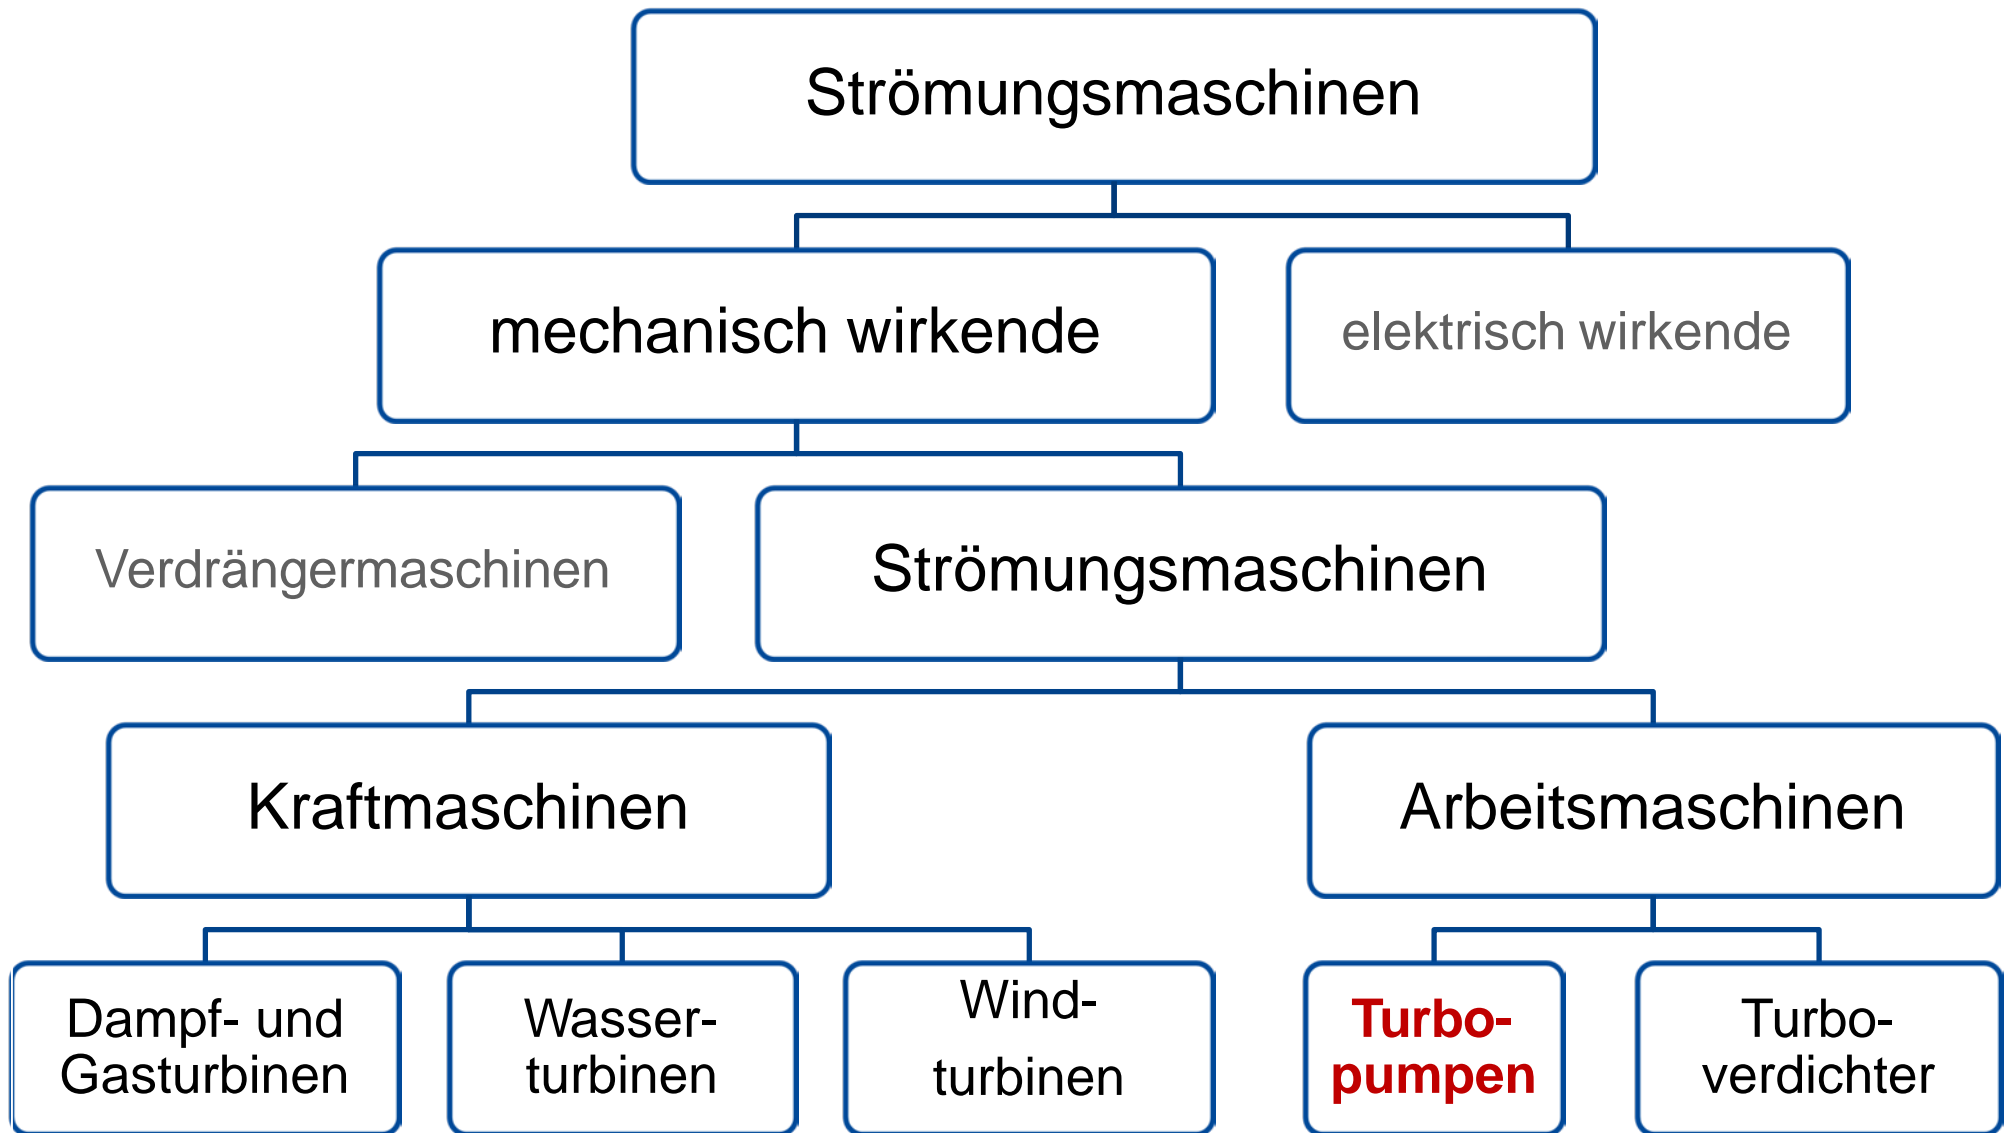 Strömungsmaschinen
mechanisch wirkende
elektrisch wirkende
Verdrängermaschinen
Strömungsmaschinen
Kraftmaschinen
Arbeitsmaschinen
Dampf- und
Gasturbinen
Wasser-
turbinen
Wind-
turbinen
Turbo-
pumpen
Turbo-
verdichter